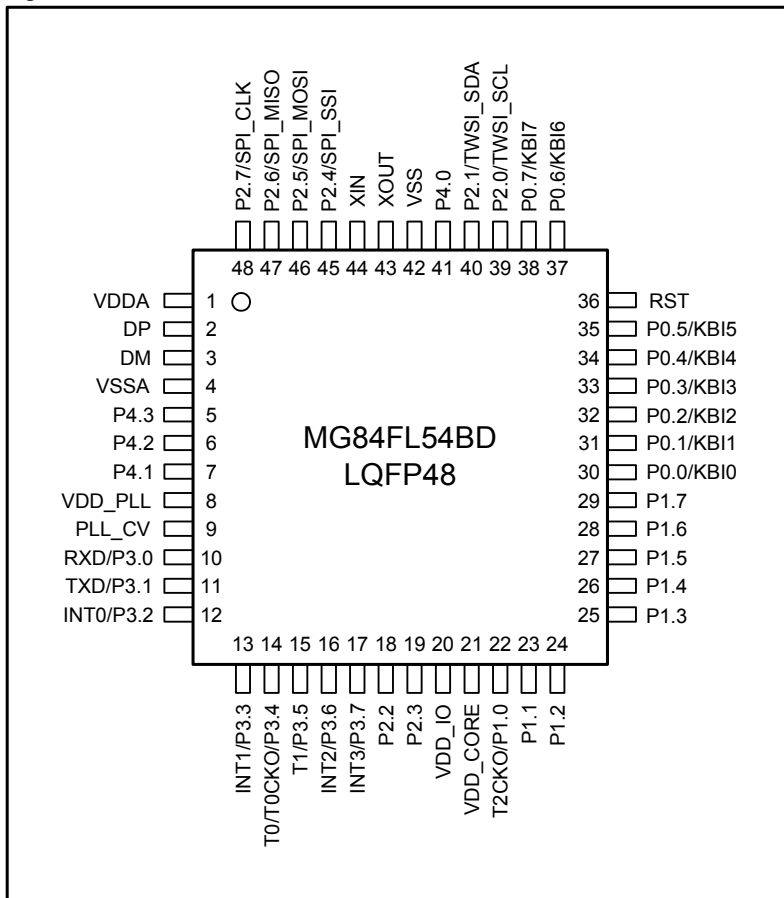 P2.7/SPI_CLK
P2.6/SPI_MISO
P2.5/SPI_MOSI
P2.4/SPI_SSI
XIN
XOUT
VSS
P4.0
P2.1/TWSI_SDA
P2.0/TWSI_SCL
P0.7/KBI7
P0.6/KBI6
48 47 46 45 44 43 42 41 40 39 38 37
VDDA 1
DP 2
DM 3
VSSA 4
P4.3 5
P4.2 6
P4.1 7
VDD_PLL 8
PLL_CV 9
RXD/P3.0 10
TXD/P3.1 11
INT0/P3.2 12
MG84FL54BD
LQFP48
36 RST
35 P0.5/KBI5
34 P0.4/KBI4
33 P0.3/KBI3
32 P0.2/KBI2
31 P0.1/KBI1
30 P0.0/KBI0
29 P1.7
28 P1.6
27 P1.5
26 P1.4
25 P1.3
13 14 15 16 17 18 19 20 21 22 23 24
INT1/P3.3
T0/T0CKO/P3.4
T1/P3.5
INT2/P3.6
INT3/P3.7
P2.2
P2.3
VDD_IO
VDD_CORE
T2CKO/P1.0
P1.1
P1.2